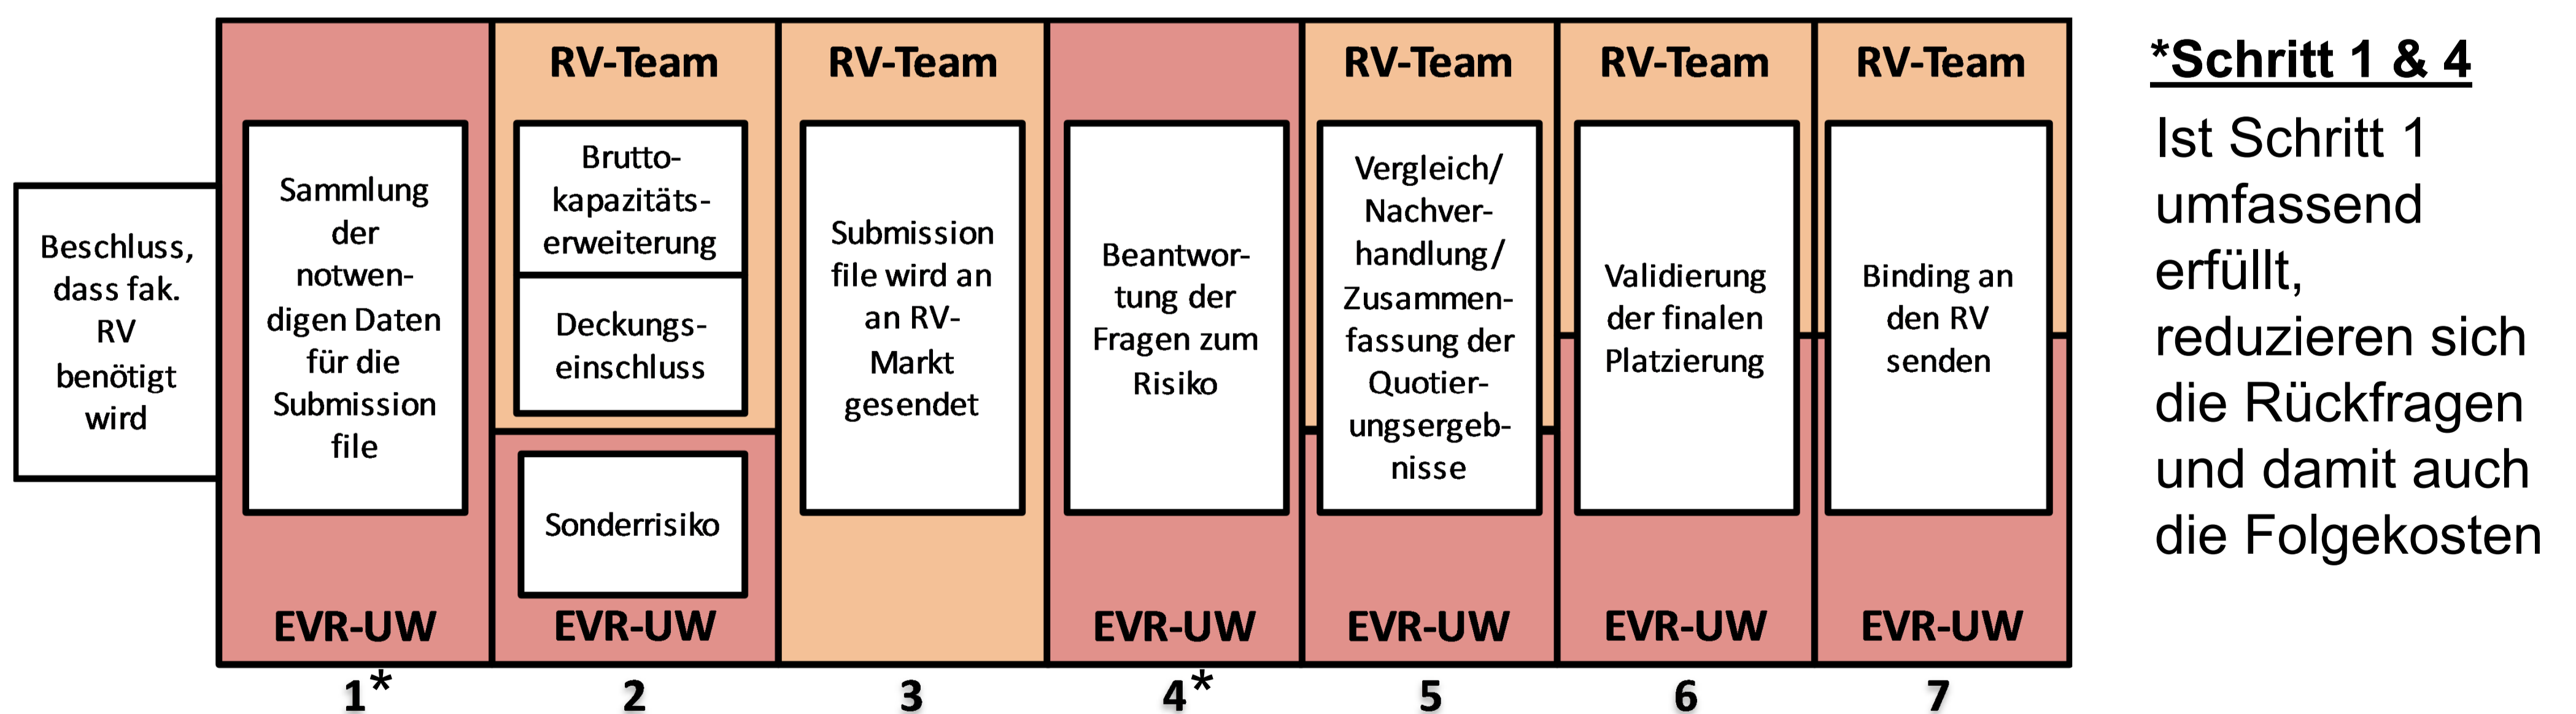 Beschluss,
dass fak.
RV
benötigt
wird
Sammlung
der
notwen-
digen Daten
für die
Submission
file
EVR-UW
1*
RV-Team
Brutto-
kapazitäts-
erweiterung
Deckungs-
einschluss
Sonderrisiko
EVR-UW
2
RV-Team
Submission
file wird an
an RV-
Markt
gesendet
3
Beantwor-
tung der
Fragen zum
Risiko
EVR-UW
4*
RV-Team
Vergleich/
Nachver-
handlung/
Zusammen-
fassung der
Quotier-
ungsergeb-
nisse
EVR-UW
5
RV-Team
Validierung
der finalen
Platzierung
EVR-UW
6
RV-Team
Binding an
den RV
senden
EVR-UW
7
*Schritt 1 & 4
Ist Schritt 1
umfassend
erfüllt,
reduzieren sich
die Rückfragen
und damit auch
die Folgekosten